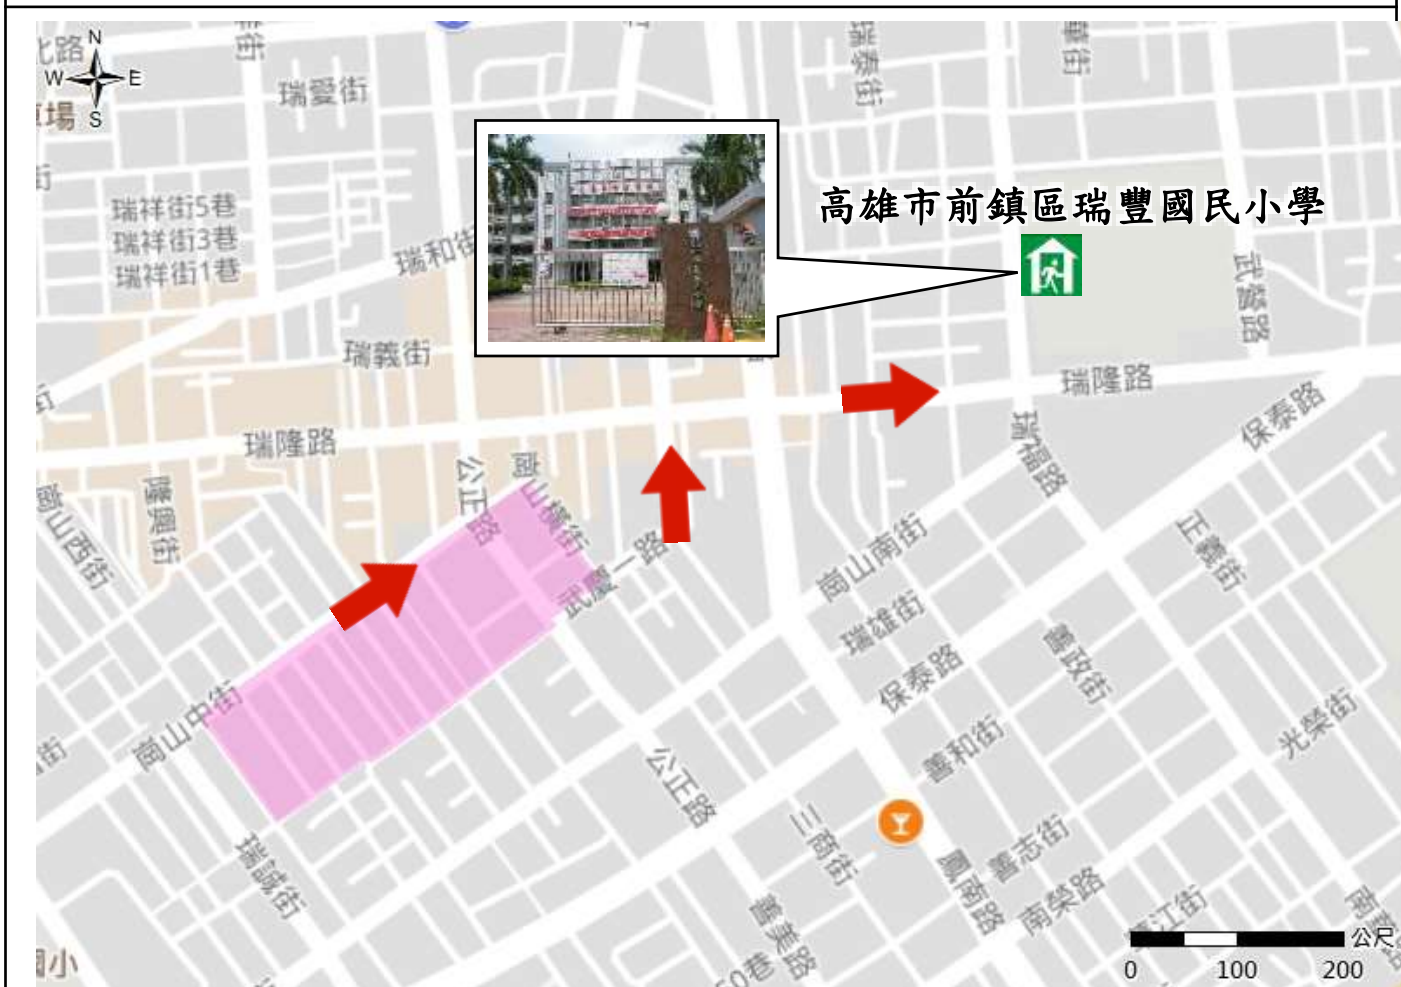 北路
N
W
E
S
瑞愛街
瑞泰街
瑞祥街5巷
瑞祥街3巷
瑞祥街1巷
瑞和街
高雄市前鎮區瑞豐國民小學
武營路
瑞義街
瑞隆路
瑞隆路
保泰路
瑞福路
公正路
崗山橫街
隆興街
崗山西街
武慶一路
崗山南街
正義街
瑞雄街
保泰路
善政街
崗山中街
善和街
光榮街
公正路
三商街
瑞誠街
善志街
鳳南路
南榮路
善美路
國小
公尺
0
100
200